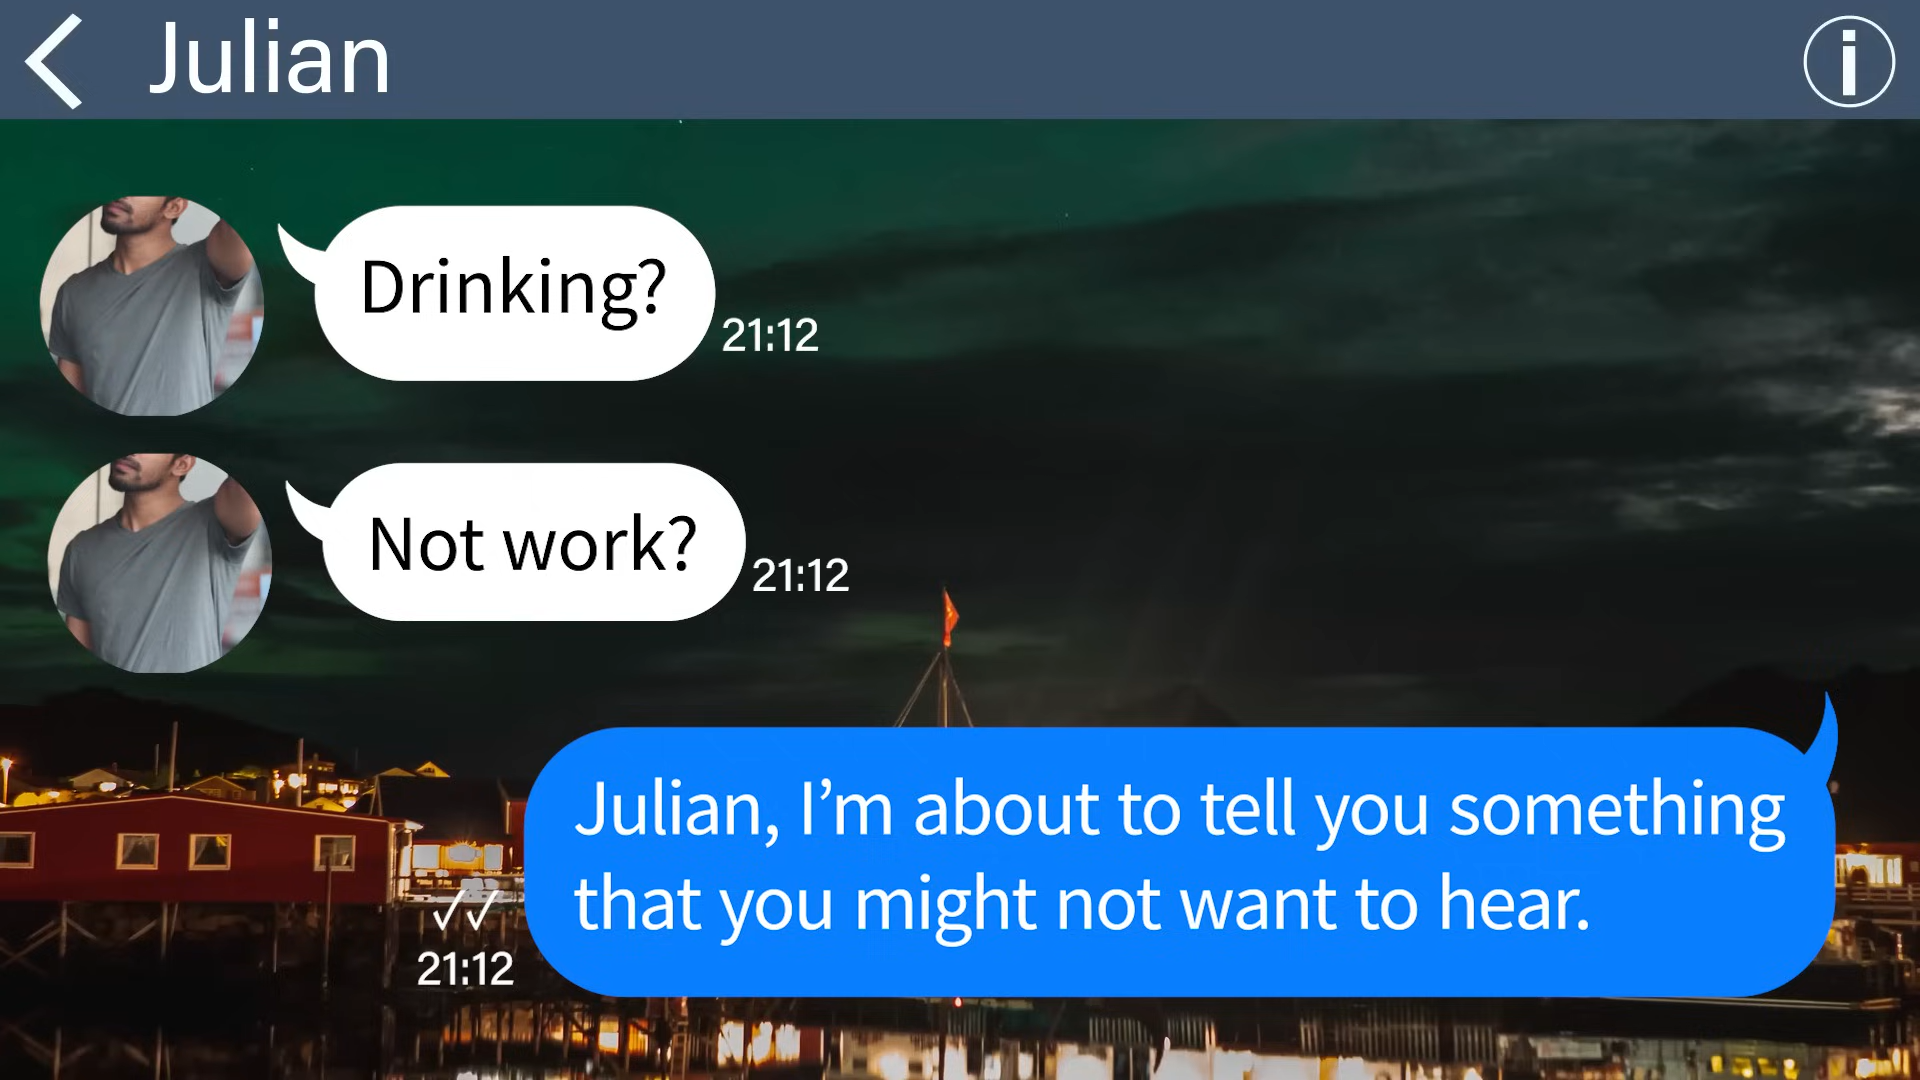 Julian
Drinking?
21:12
Not work?
21:12
Julian, I’m about to tell you something
that you might not want to hear.
21:12